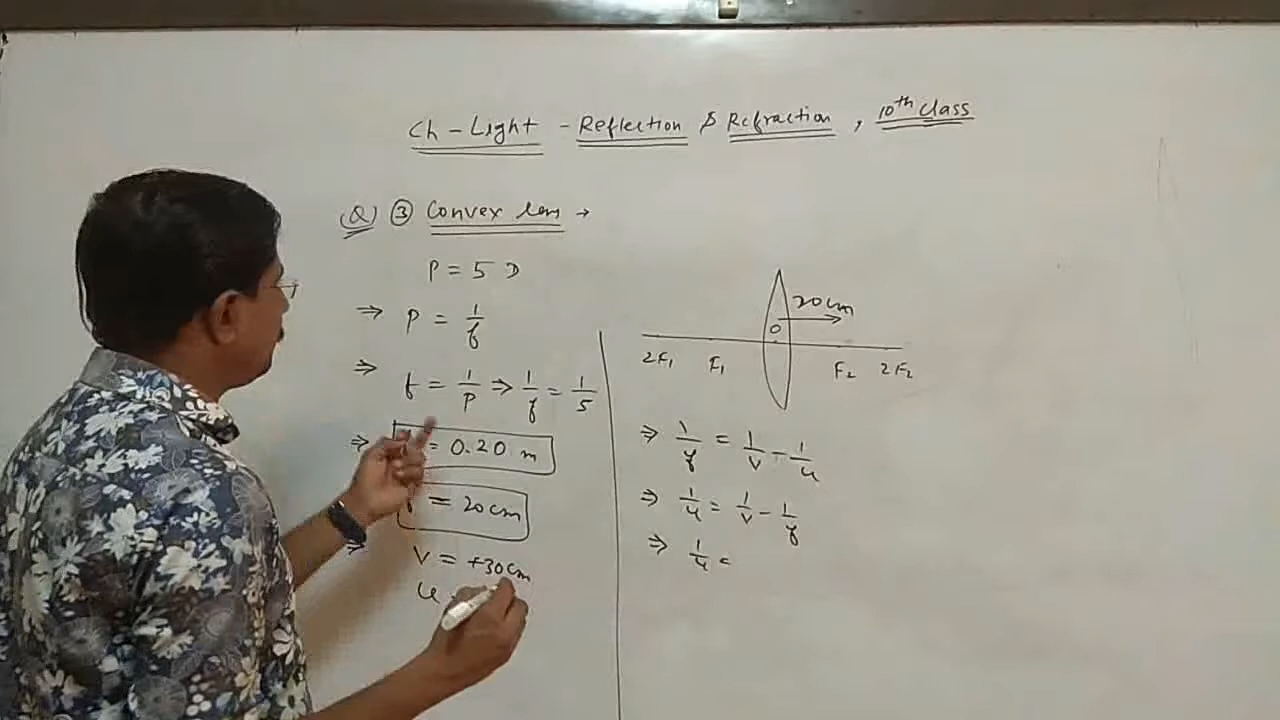 Ch - Light - Reflection & Refraction, 10th Class
(Q) ③ Convex lens →
P = 5 D
⇒ P = 1/f
⇒ f = 1/P ⇒ 1/f = 1/5
⇒ = 0.20 m
= 20cm
⇒ V = +30cm
u
20cm
O
2F₁ F₁ F₂ 2F₂
⇒ 1/f = 1/v - 1/u
⇒ 1/u = 1/v - 1/f
⇒ 1/u =